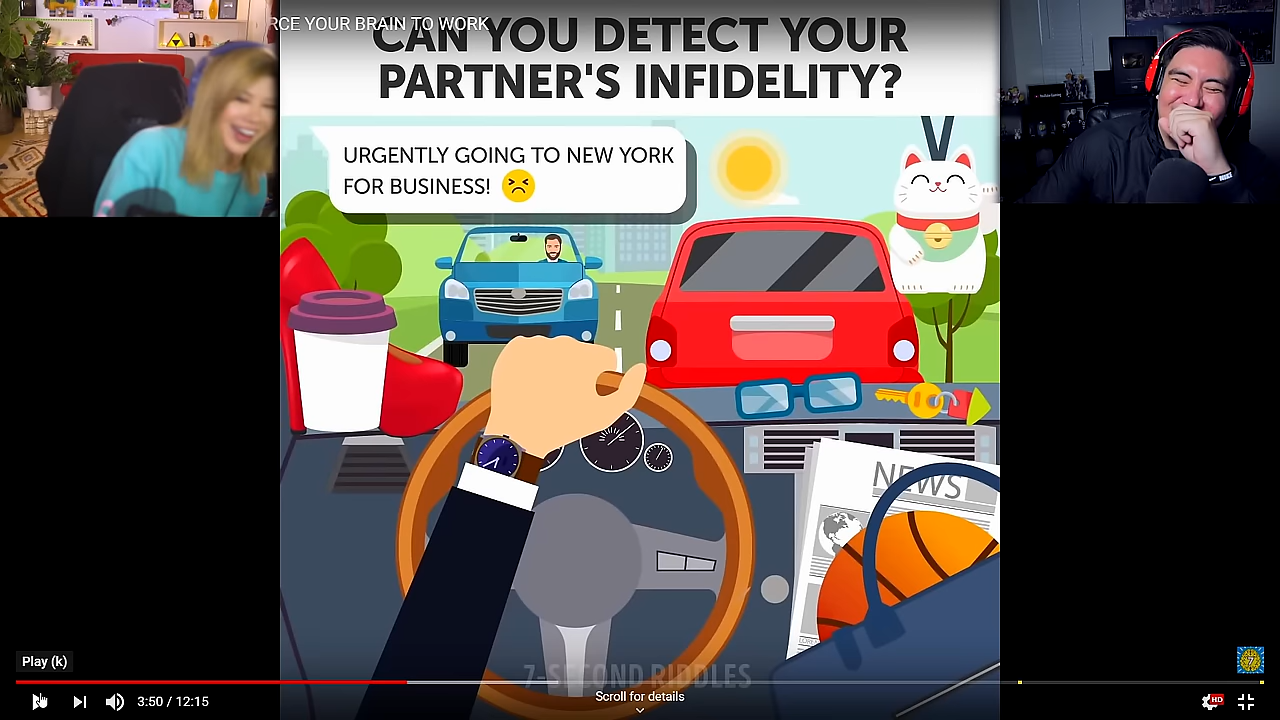 RCE YOUR BRAIN TO WORK
CAN YOU DETECT YOUR
PARTNER'S INFIDELITY?
URGENTLY GOING TO NEW YORK
FOR BUSINESS!
NEWS
7-SECOND RIDDLES
Play (k)
Scroll for details
3:50 / 12:15
HD